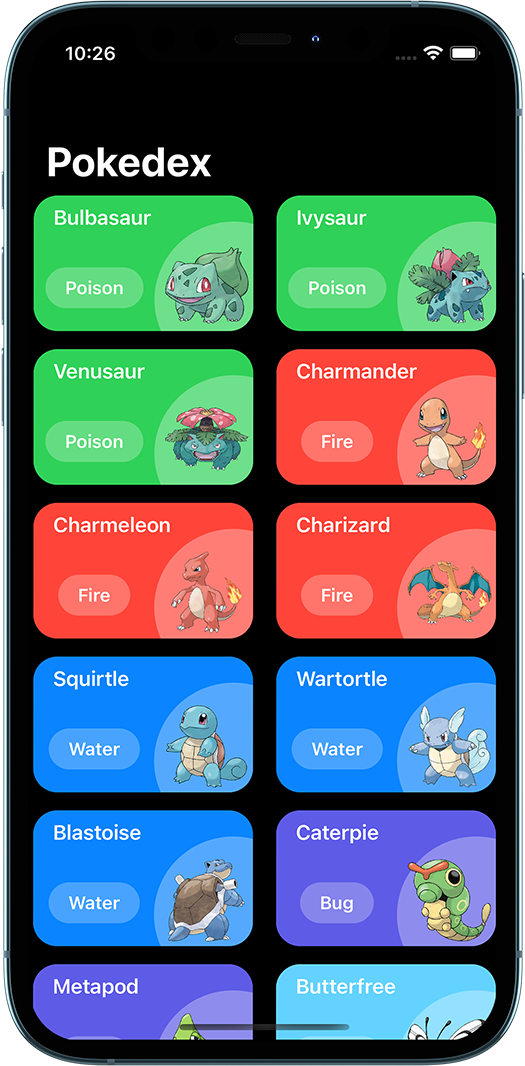 10:26
Pokedex
Bulbasaur
Poison
Ivysaur
Poison
Venusaur
Poison
Charmander
Fire
Charmeleon
Fire
Charizard
Fire
Squirtle
Water
Wartortle
Water
Blastoise
Water
Caterpie
Bug
Metapod
Butterfree